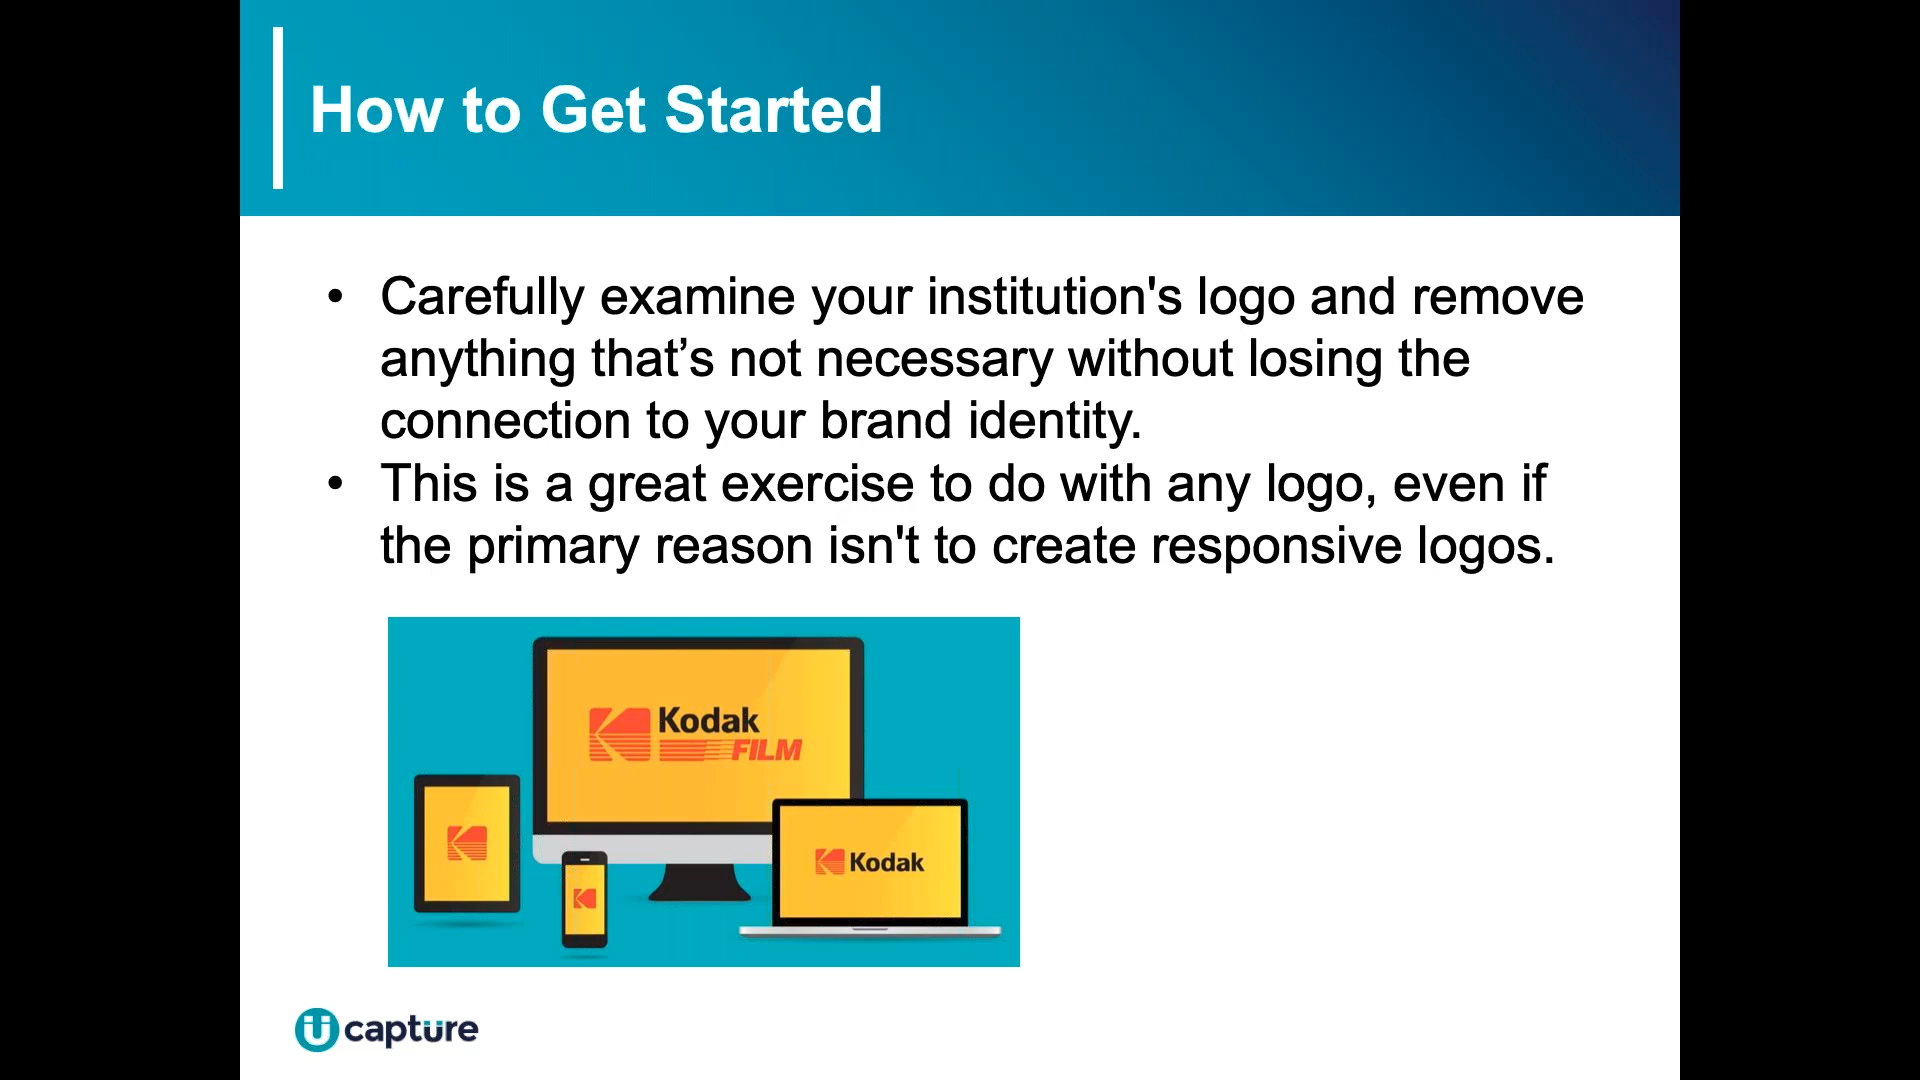 How to Get Started
• Carefully examine your institution's logo and remove
anything that’s not necessary without losing the
connection to your brand identity.
• This is a great exercise to do with any logo, even if
the primary reason isn't to create responsive logos.
Kodak
FILM
Kodak
U capture